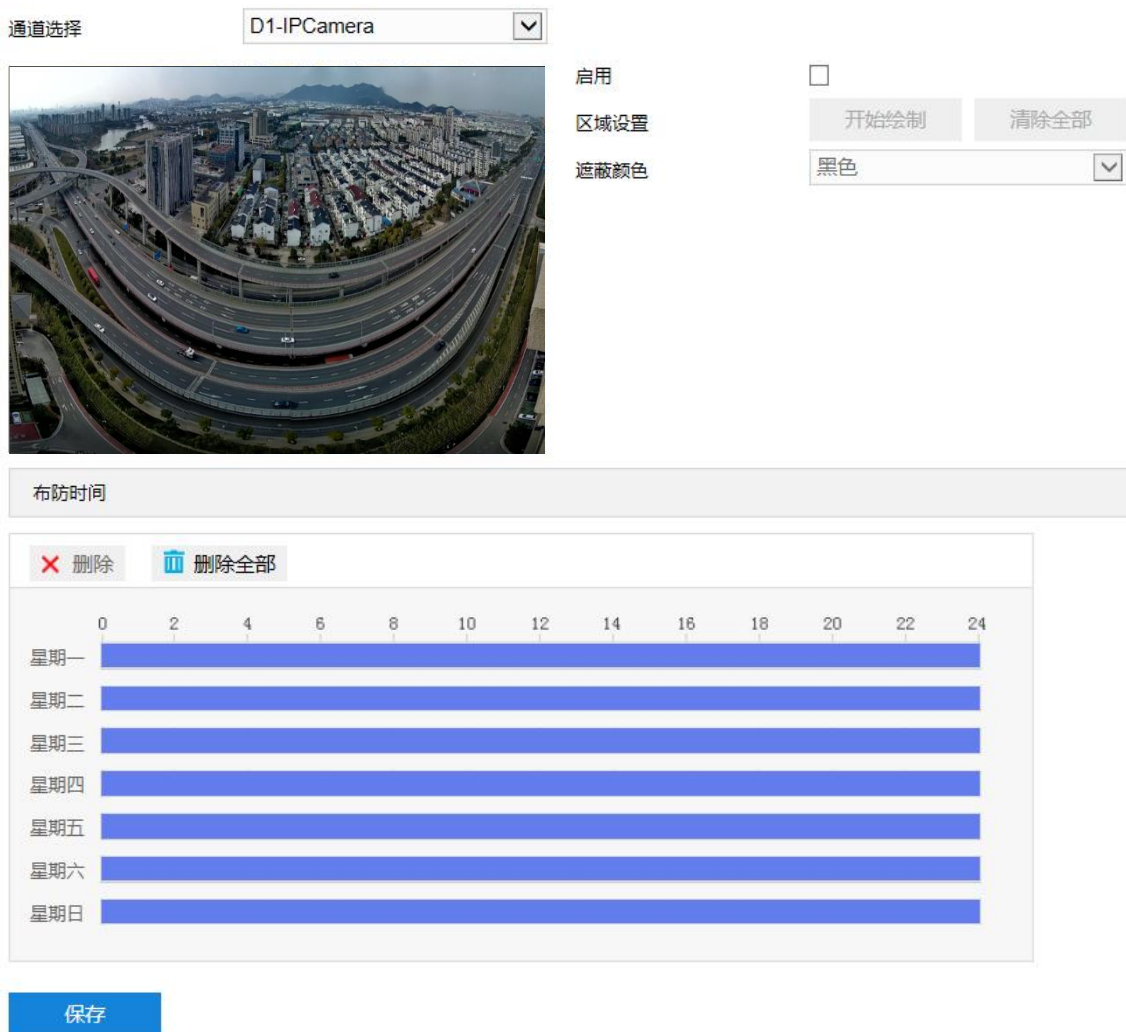 通道选择 D1-IPCamera
启用
区域设置 开始绘制 清除全部
遮蔽颜色 黑色
布防时间
删除 删除全部
0 2 4 6 8 10 12 14 16 18 20 22 24
星期一
星期二
星期三
星期四
星期五
星期六
星期日
保存